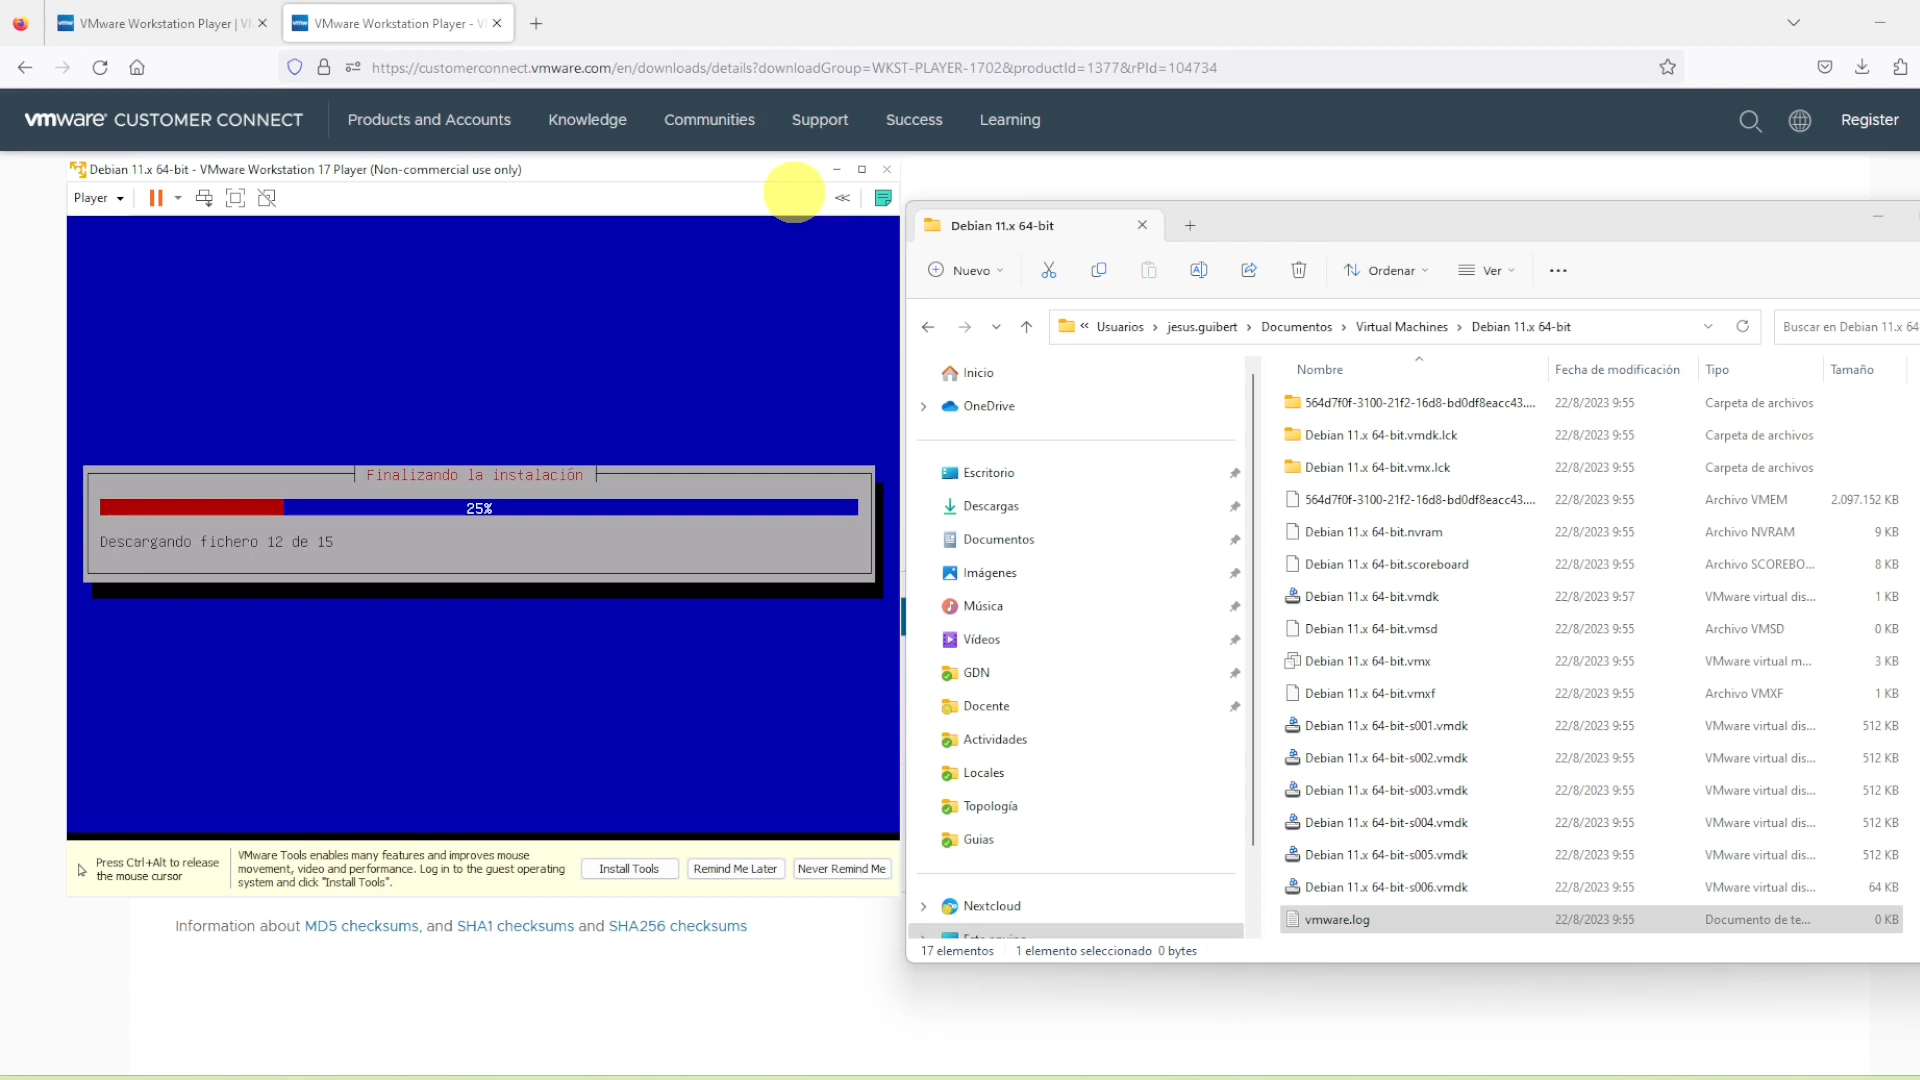 VMware Workstation Player | V
VMware Workstation Player - V
https://customerconnect.vmware.com/en/downloads/details?downloadGroup=WKST-PLAYER-1702&productId=1377&rPId=104734
vmware CUSTOMER CONNECT
Products and Accounts
Knowledge
Communities
Support
Success
Learning
Register
Debian 11.x 64-bit - VMware Workstation 17 Player (Non-commercial use only)
Player
Finalizando la instalación
25%
Descargando fichero 12 de 15
Press Ctrl+Alt to release
the mouse cursor
VMware Tools enables many features and improves mouse
movement, video and performance. Log in to the guest operating
system and click "Install Tools".
Install Tools
Remind Me Later
Never Remind Me
Information about MD5 checksums, and SHA1 checksums and SHA256 checksums
Debian 11.x 64-bit
Nuevo
Ordenar
Ver
« Usuarios > jesus.guibert > Documentos > Virtual Machines > Debian 11.x 64-bit
Buscar en Debian 11.x 64
Inicio
OneDrive
Escritorio
Descargas
Documentos
Imágenes
Música
Vídeos
GDN
Docente
Actividades
Locales
Topología
Guias
Nextcloud
Este equipo
Nombre Fecha de modificación Tipo Tamaño
564d7f0f-3100-21f2-16d8-bd0df8eacc43.... 22/8/2023 9:55 Carpeta de archivos
Debian 11.x 64-bit.vmdk.lck 22/8/2023 9:55 Carpeta de archivos
Debian 11.x 64-bit.vmx.lck 22/8/2023 9:55 Carpeta de archivos
564d7f0f-3100-21f2-16d8-bd0df8eacc43.... 22/8/2023 9:55 Archivo VMEM 2.097.152 KB
Debian 11.x 64-bit.nvram 22/8/2023 9:55 Archivo NVRAM 9 KB
Debian 11.x 64-bit.scoreboard 22/8/2023 9:55 Archivo SCOREBO... 8 KB
Debian 11.x 64-bit.vmdk 22/8/2023 9:57 VMware virtual dis... 1 KB
Debian 11.x 64-bit.vmsd 22/8/2023 9:55 Archivo VMSD 0 KB
Debian 11.x 64-bit.vmx 22/8/2023 9:55 VMware virtual m... 3 KB
Debian 11.x 64-bit.vmxf 22/8/2023 9:55 Archivo VMXF 1 KB
Debian 11.x 64-bit-s001.vmdk 22/8/2023 9:55 VMware virtual dis... 512 KB
Debian 11.x 64-bit-s002.vmdk 22/8/2023 9:55 VMware virtual dis... 512 KB
Debian 11.x 64-bit-s003.vmdk 22/8/2023 9:55 VMware virtual dis... 512 KB
Debian 11.x 64-bit-s004.vmdk 22/8/2023 9:55 VMware virtual dis... 512 KB
Debian 11.x 64-bit-s005.vmdk 22/8/2023 9:55 VMware virtual dis... 512 KB
Debian 11.x 64-bit-s006.vmdk 22/8/2023 9:55 VMware virtual dis... 64 KB
vmware.log 22/8/2023 9:55 Documento de te... 0 KB
17 elementos 1 elemento seleccionado 0 bytes